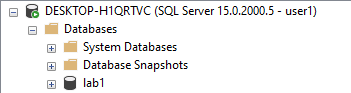 DESKTOP-H1QRTVC (SQL Server 15.0.2000.5 - user1)
Databases
System Databases
Database Snapshots
lab1